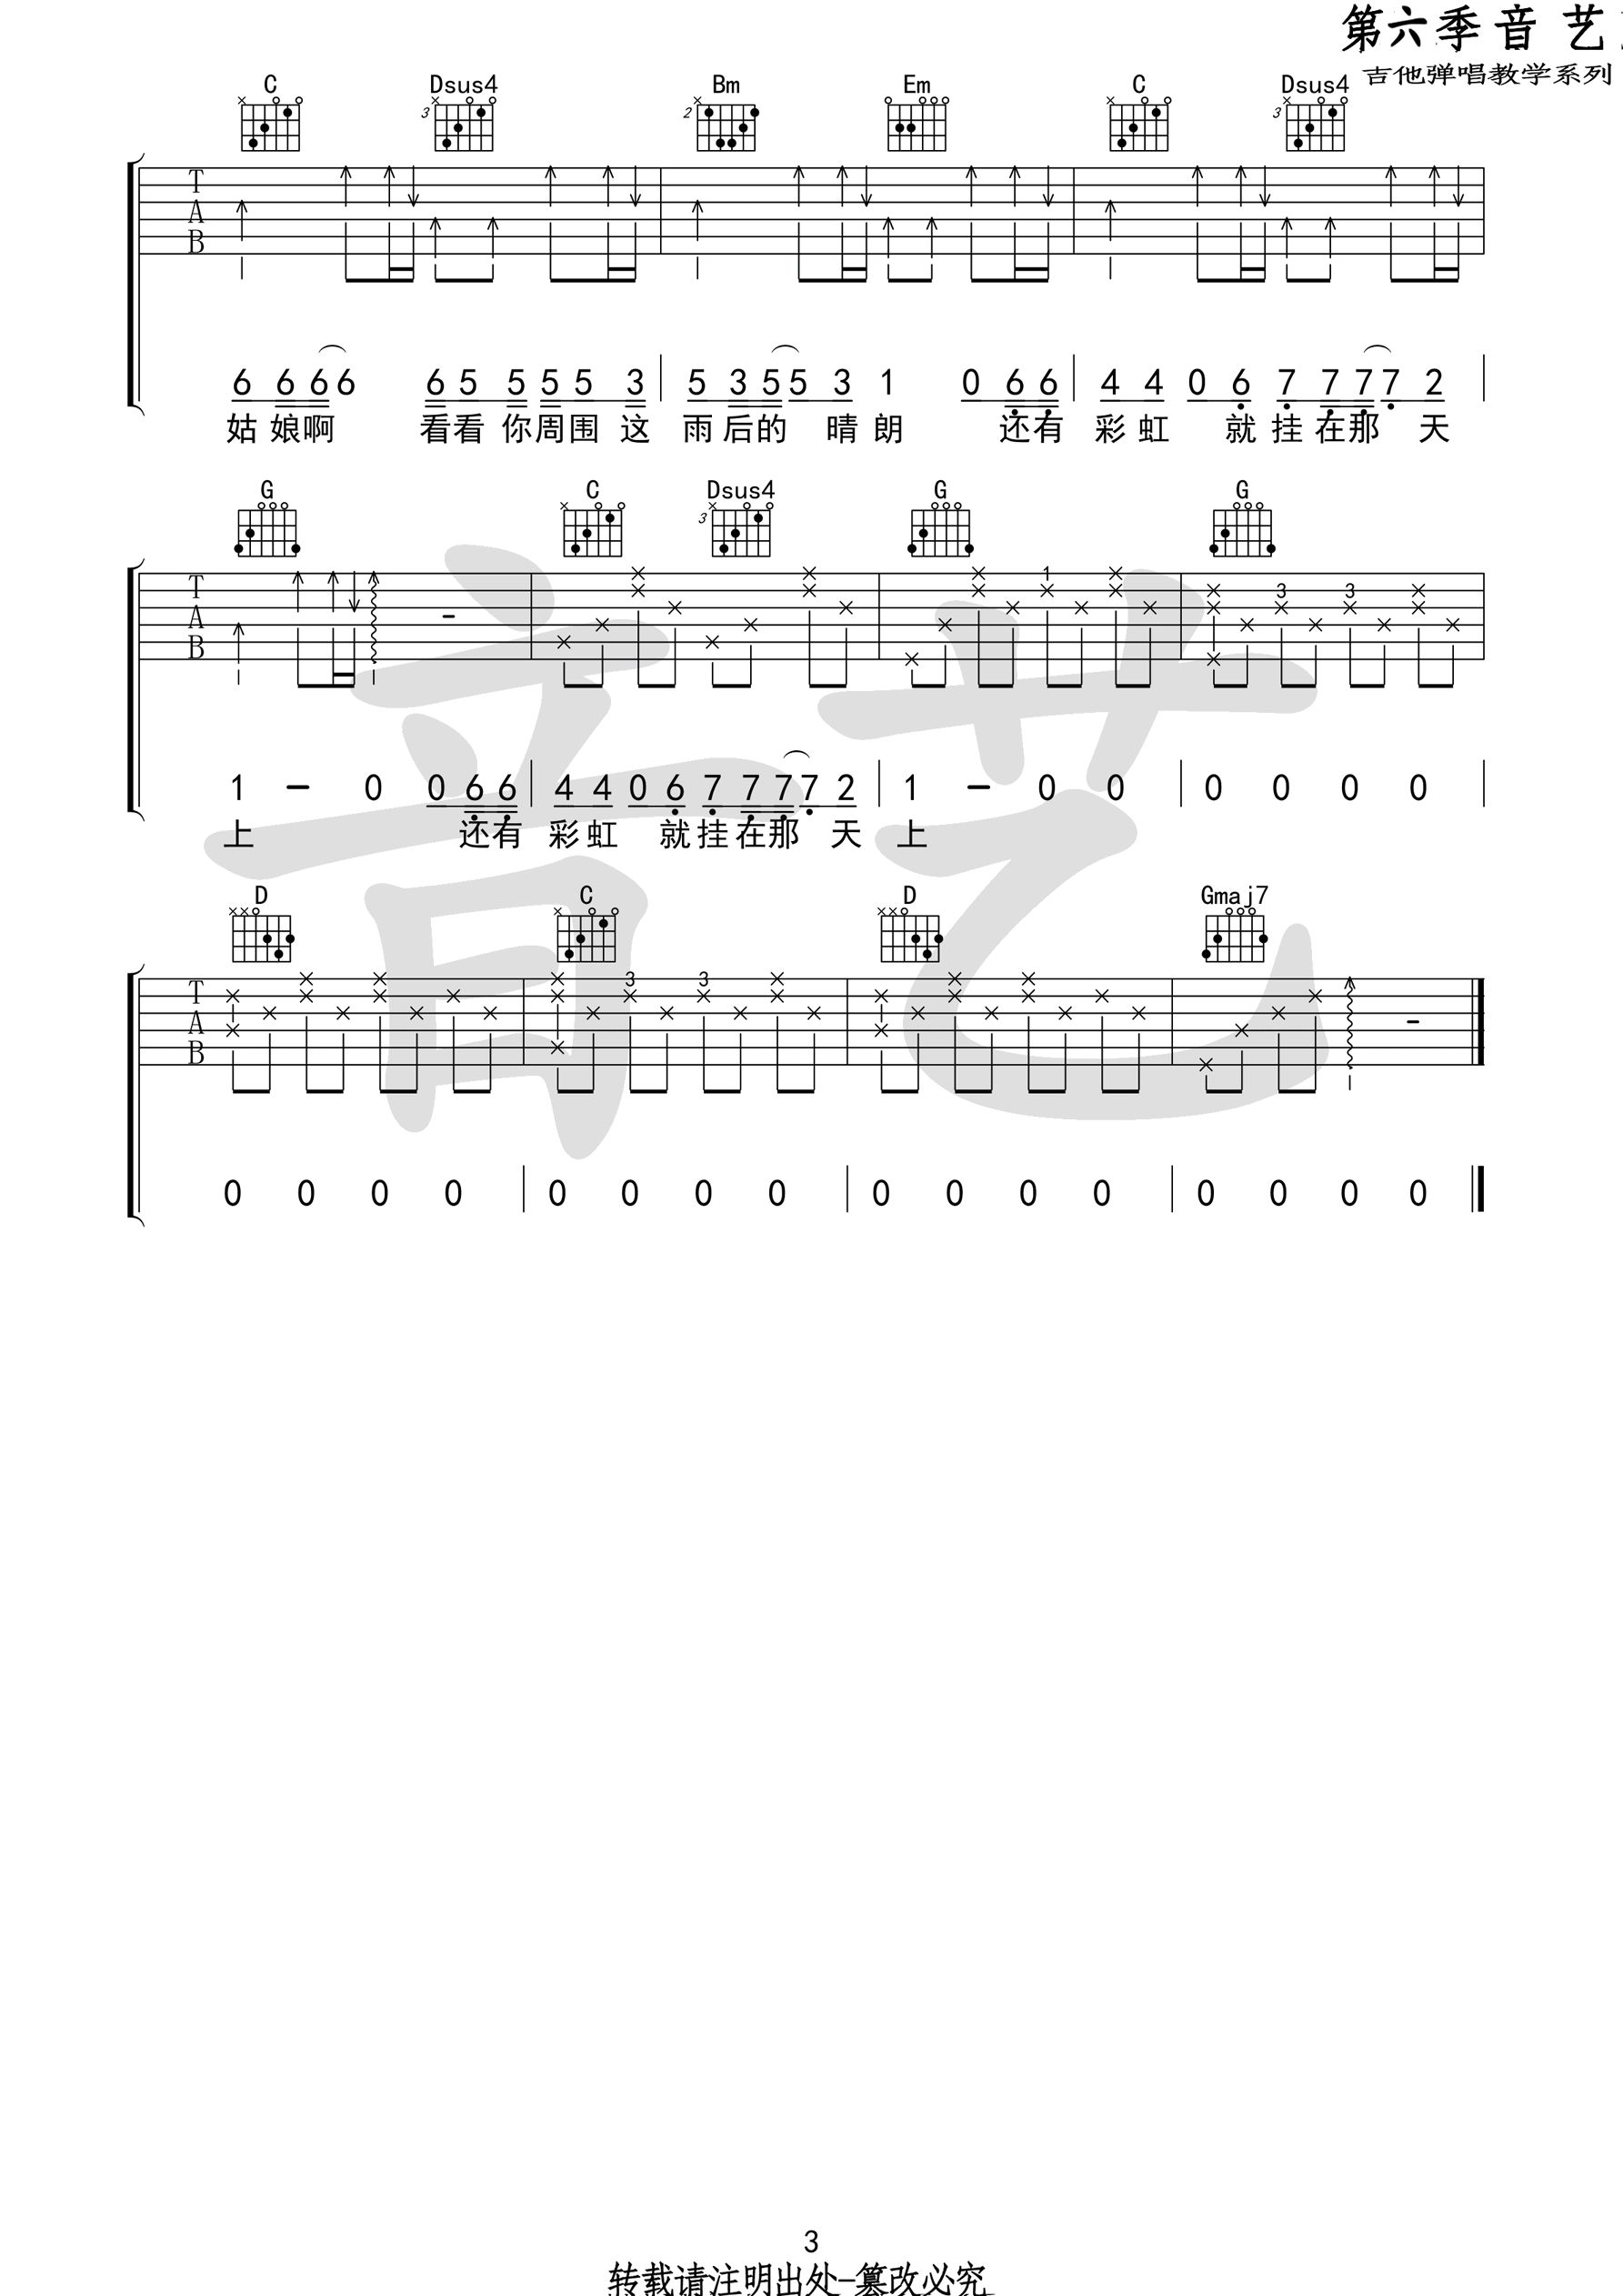 第六季音 艺
吉他弹唱教学系列
C Dsus4 Bm Em C Dsus4
3 2 3
T
A
B
6 6 6 6 6 5 5 5 5 3 5 3 5 5 3 1 0 6 6 4 4 0 6 7 7 7 7 2
姑 娘啊 看看 你周围 这 雨 后的 晴 朗 还有 彩 虹 就 挂 在那 天
G C Dsus4 G G
3
T
A
B
1 3 3
1 - 0 0 6 6 4 4 0 6 7 7 7 7 2 1 - 0 0 0 0 0 0
上 还有 彩 虹 就 挂 在那 天 上
音艺
D C D Gmaj7
T
A
B
3 3
0 0 0 0 0 0 0 0 0 0 0 0 0 0 0 0
3
转载请注明出处-篡改必究